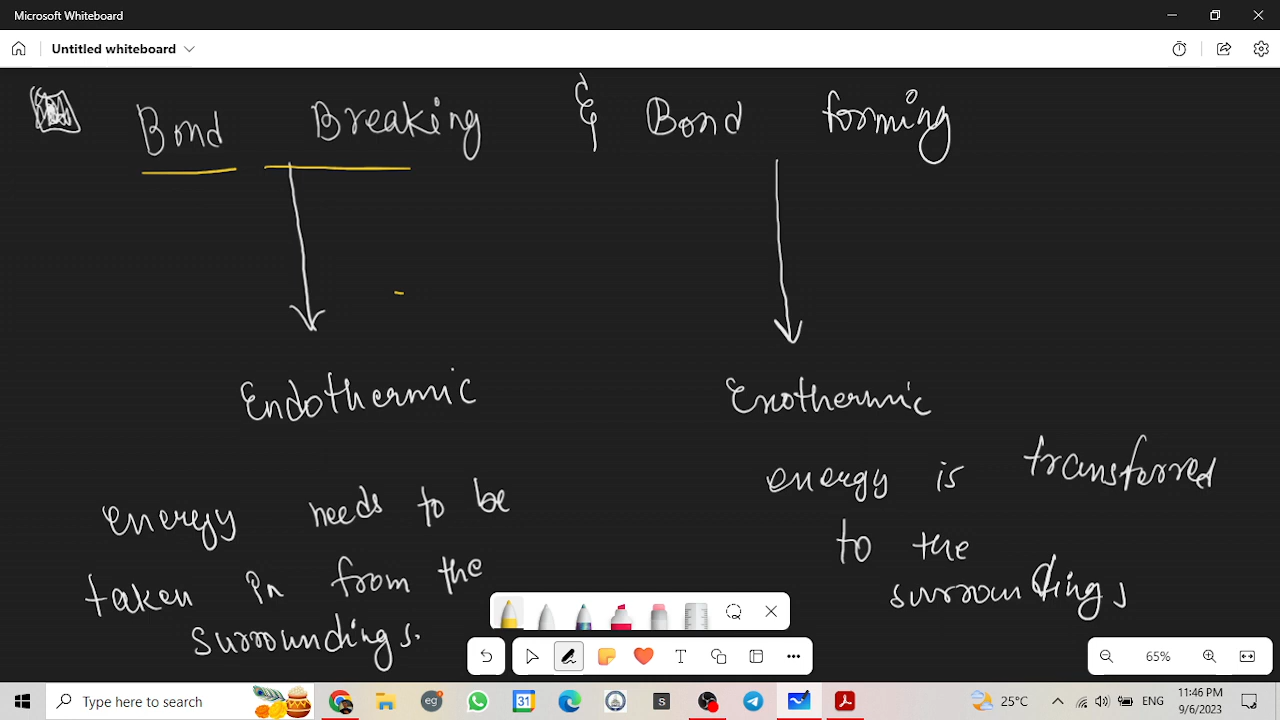 Microsoft Whiteboard
Untitled whiteboard
Bond Breaking & Bond forming
Endothermic
Exothermic
energy needs to be
taken in from the
surroundings.
energy is transferred
to the
surroundings
65%
Type here to search
eg
31
S
25°C
ENG
11:46 PM
9/6/2023